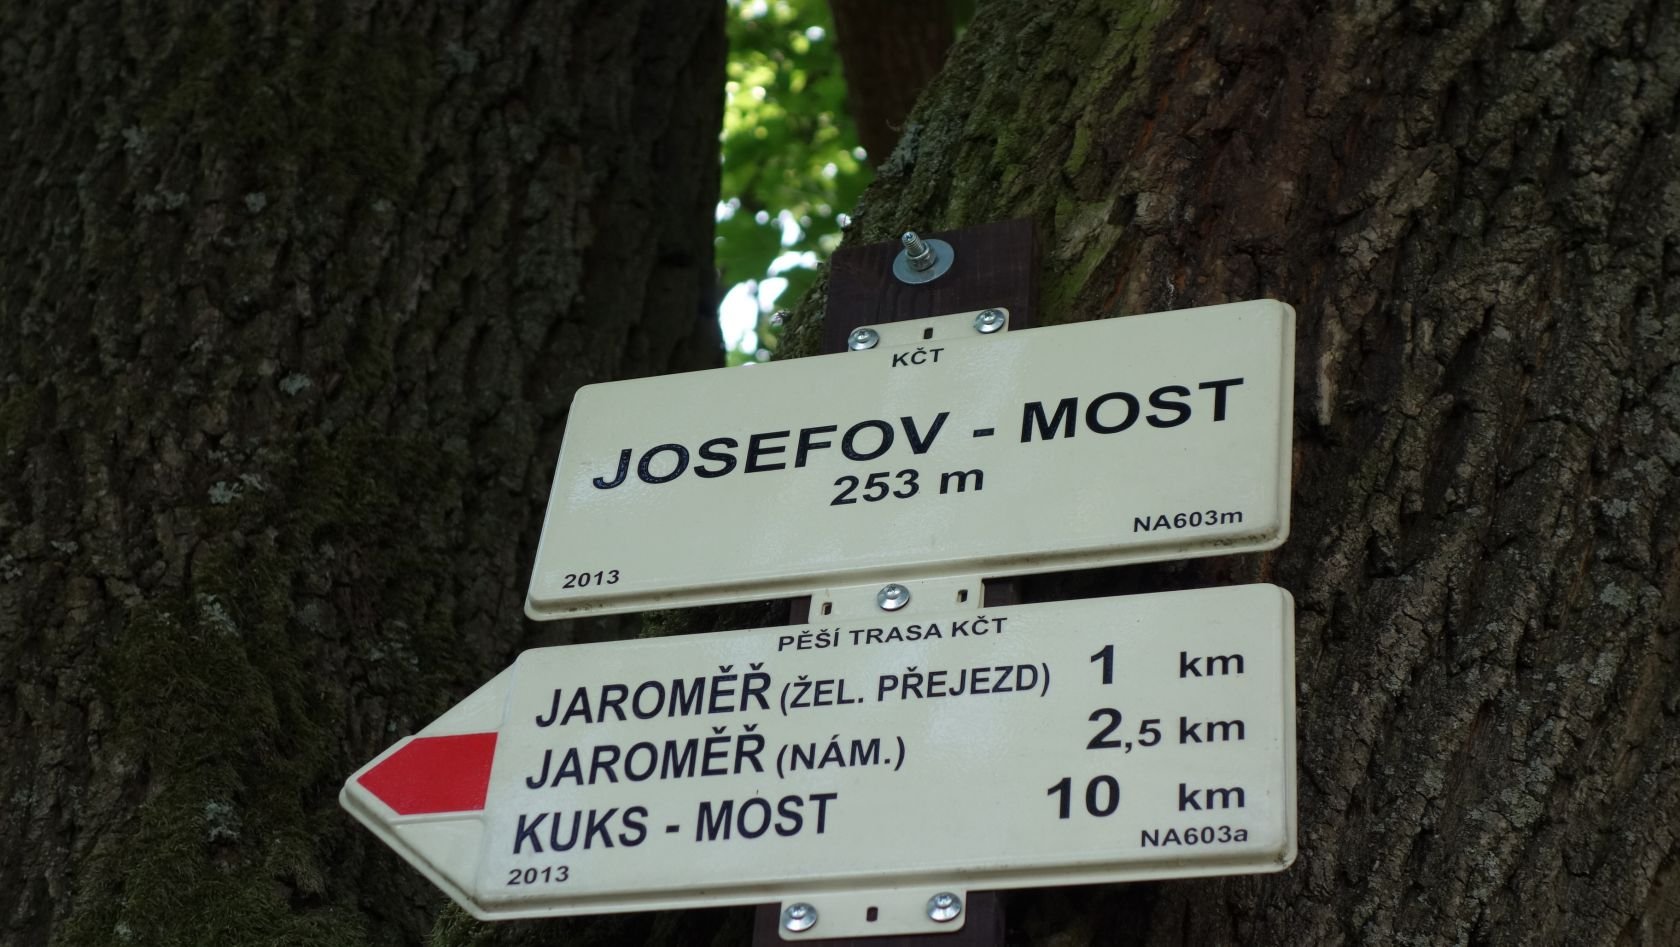 KČT
JOSEFOV - MOST
253 m
NA603m
2013
PĚŠÍ TRASA KČT
JAROMĚŘ (ŽEL. PŘEJEZD) 1 km
JAROMĚŘ (NÁM.) 2,5 km
KUKS - MOST 10 km
NA603a
2013